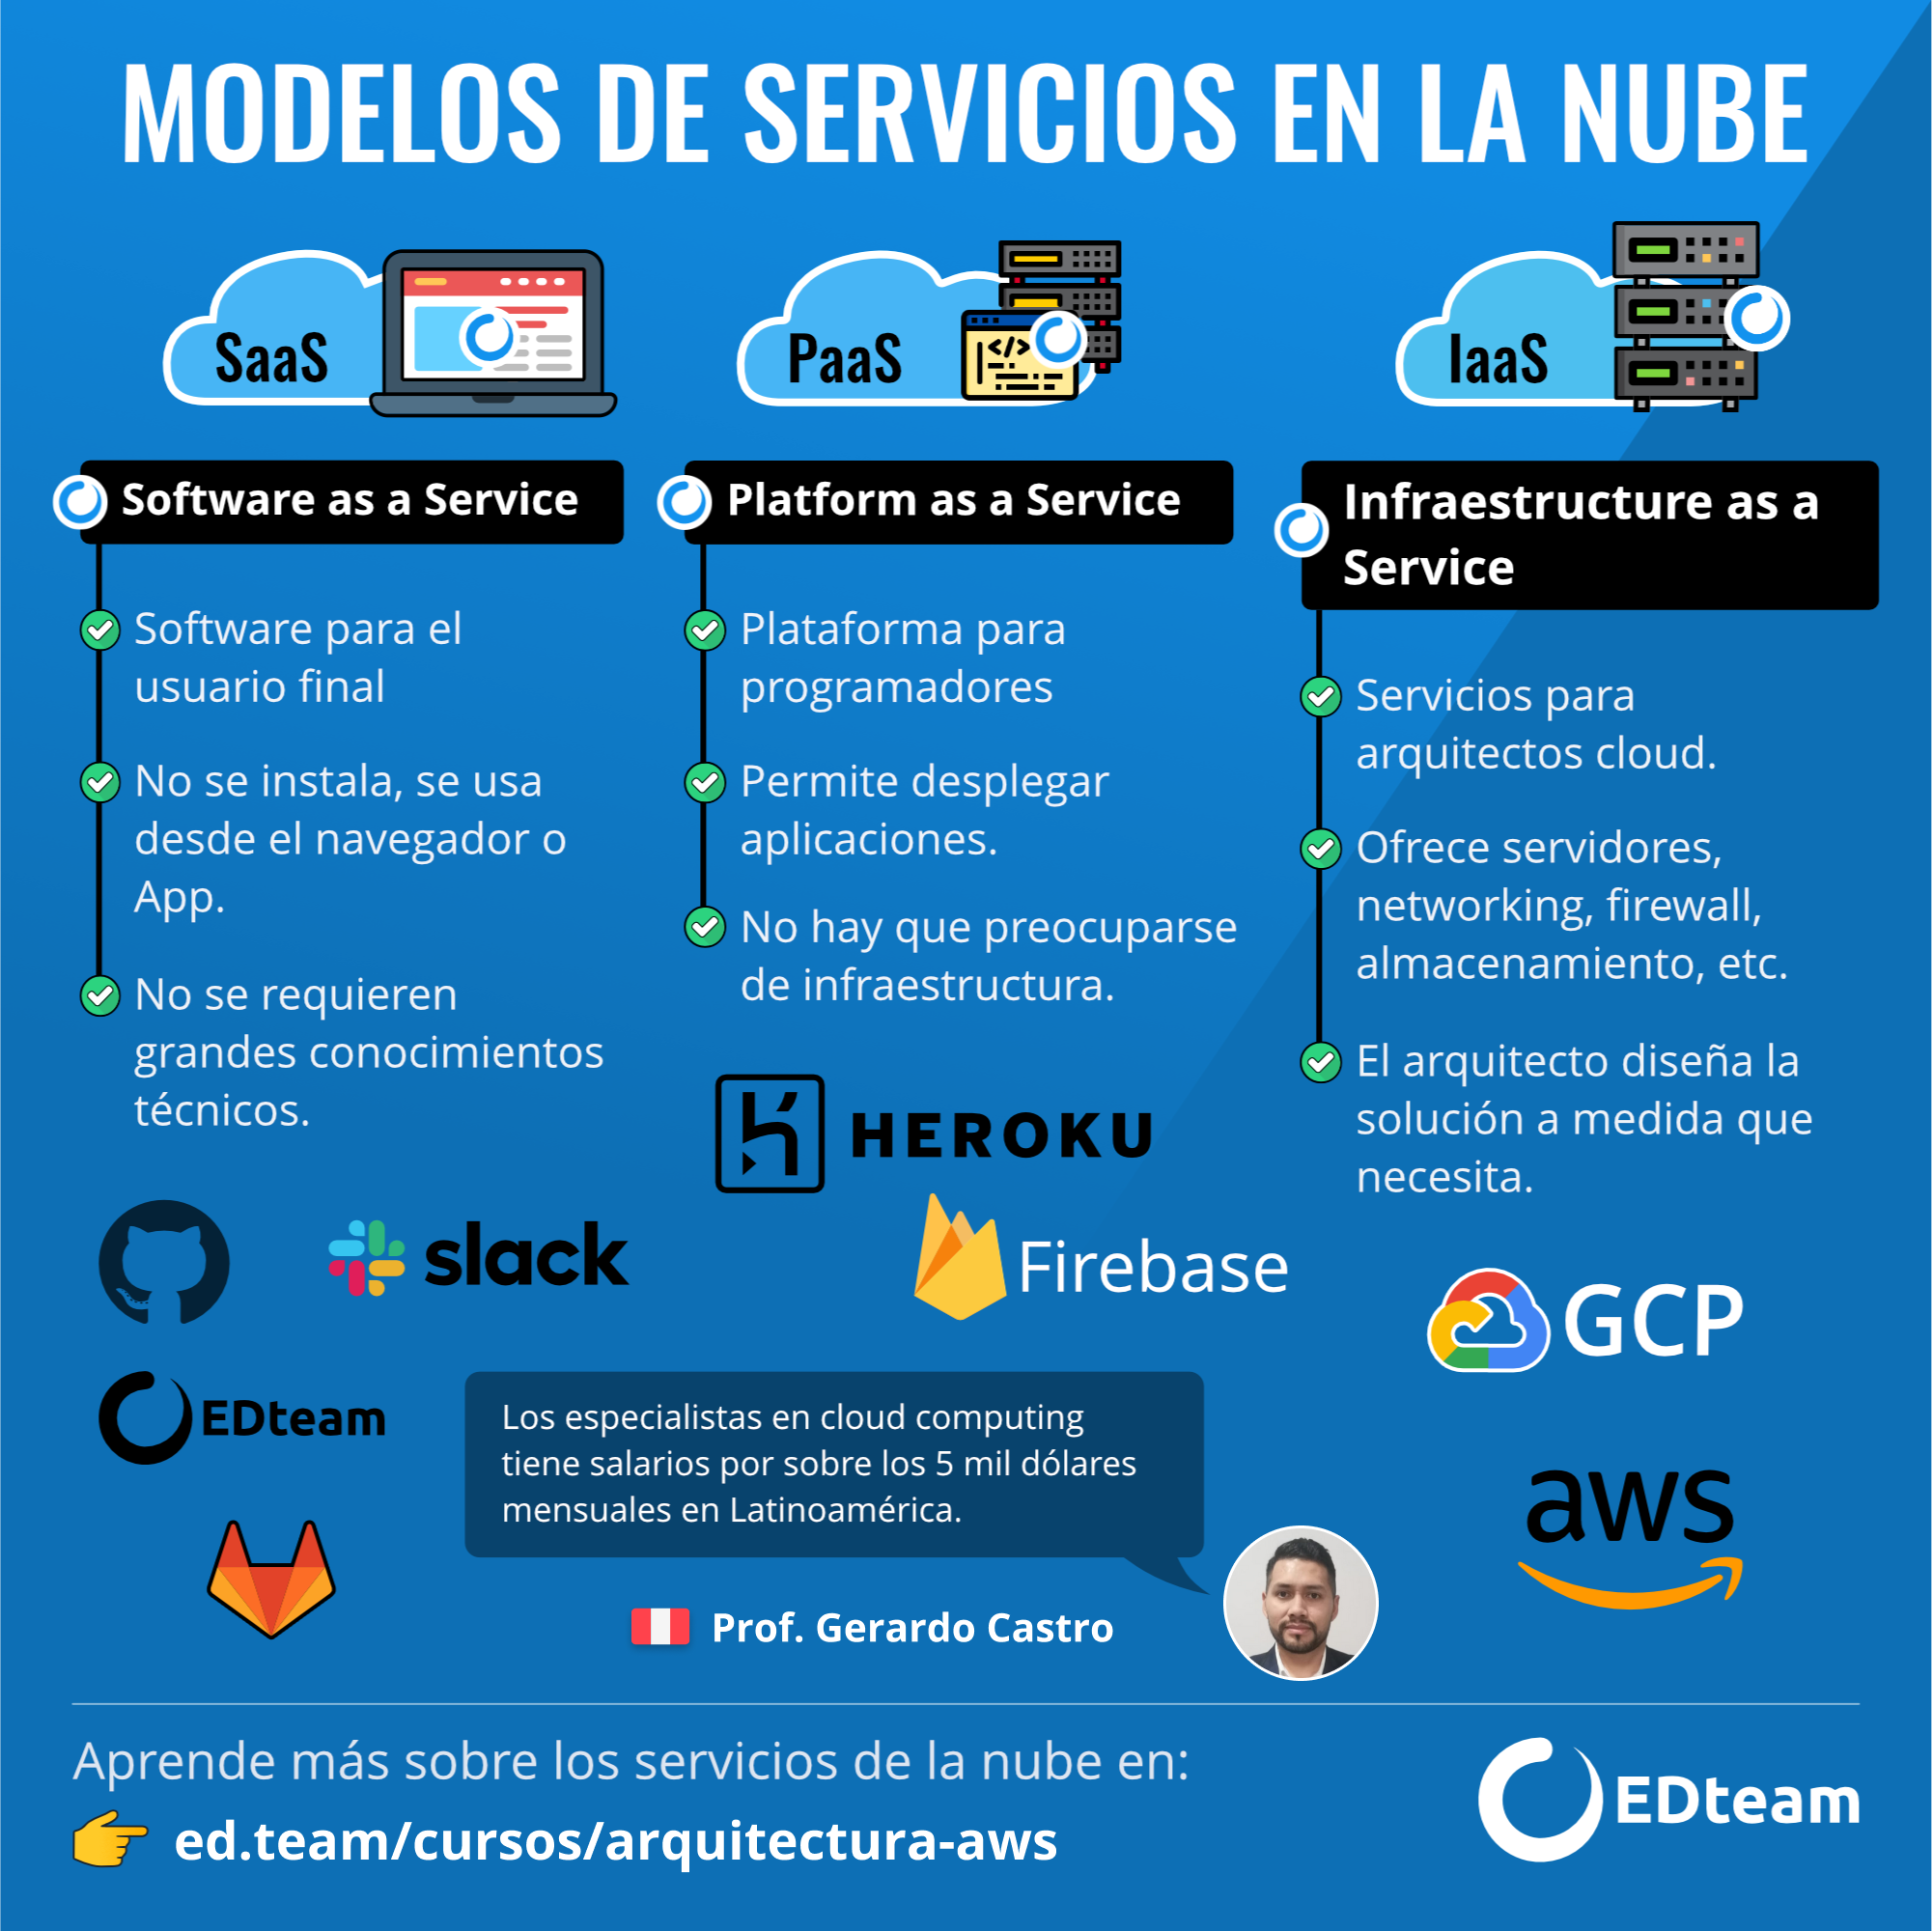 MODELOS DE SERVICIOS EN LA NUBE
SaaS
Software as a Service
Software para el
usuario final
No se instala, se usa
desde el navegador o
App.
No se requieren
grandes conocimientos
técnicos.
slack
EDteam
PaaS
</>
Platform as a Service
Plataforma para
programadores
Permite desplegar
aplicaciones.
No hay que preocuparse
de infraestructura.
HEROKU
Firebase
IaaS
Infraestructure as a
Service
Servicios para
arquitectos cloud.
Ofrece servidores,
networking, firewall,
almacenamiento, etc.
El arquitecto diseña la
solución a medida que
necesita.
GCP
aws
Los especialistas en cloud computing
tiene salarios por sobre los 5 mil dólares
mensuales en Latinoamérica.
Prof. Gerardo Castro
Aprende más sobre los servicios de la nube en:
ed.team/cursos/arquitectura-aws
EDteam